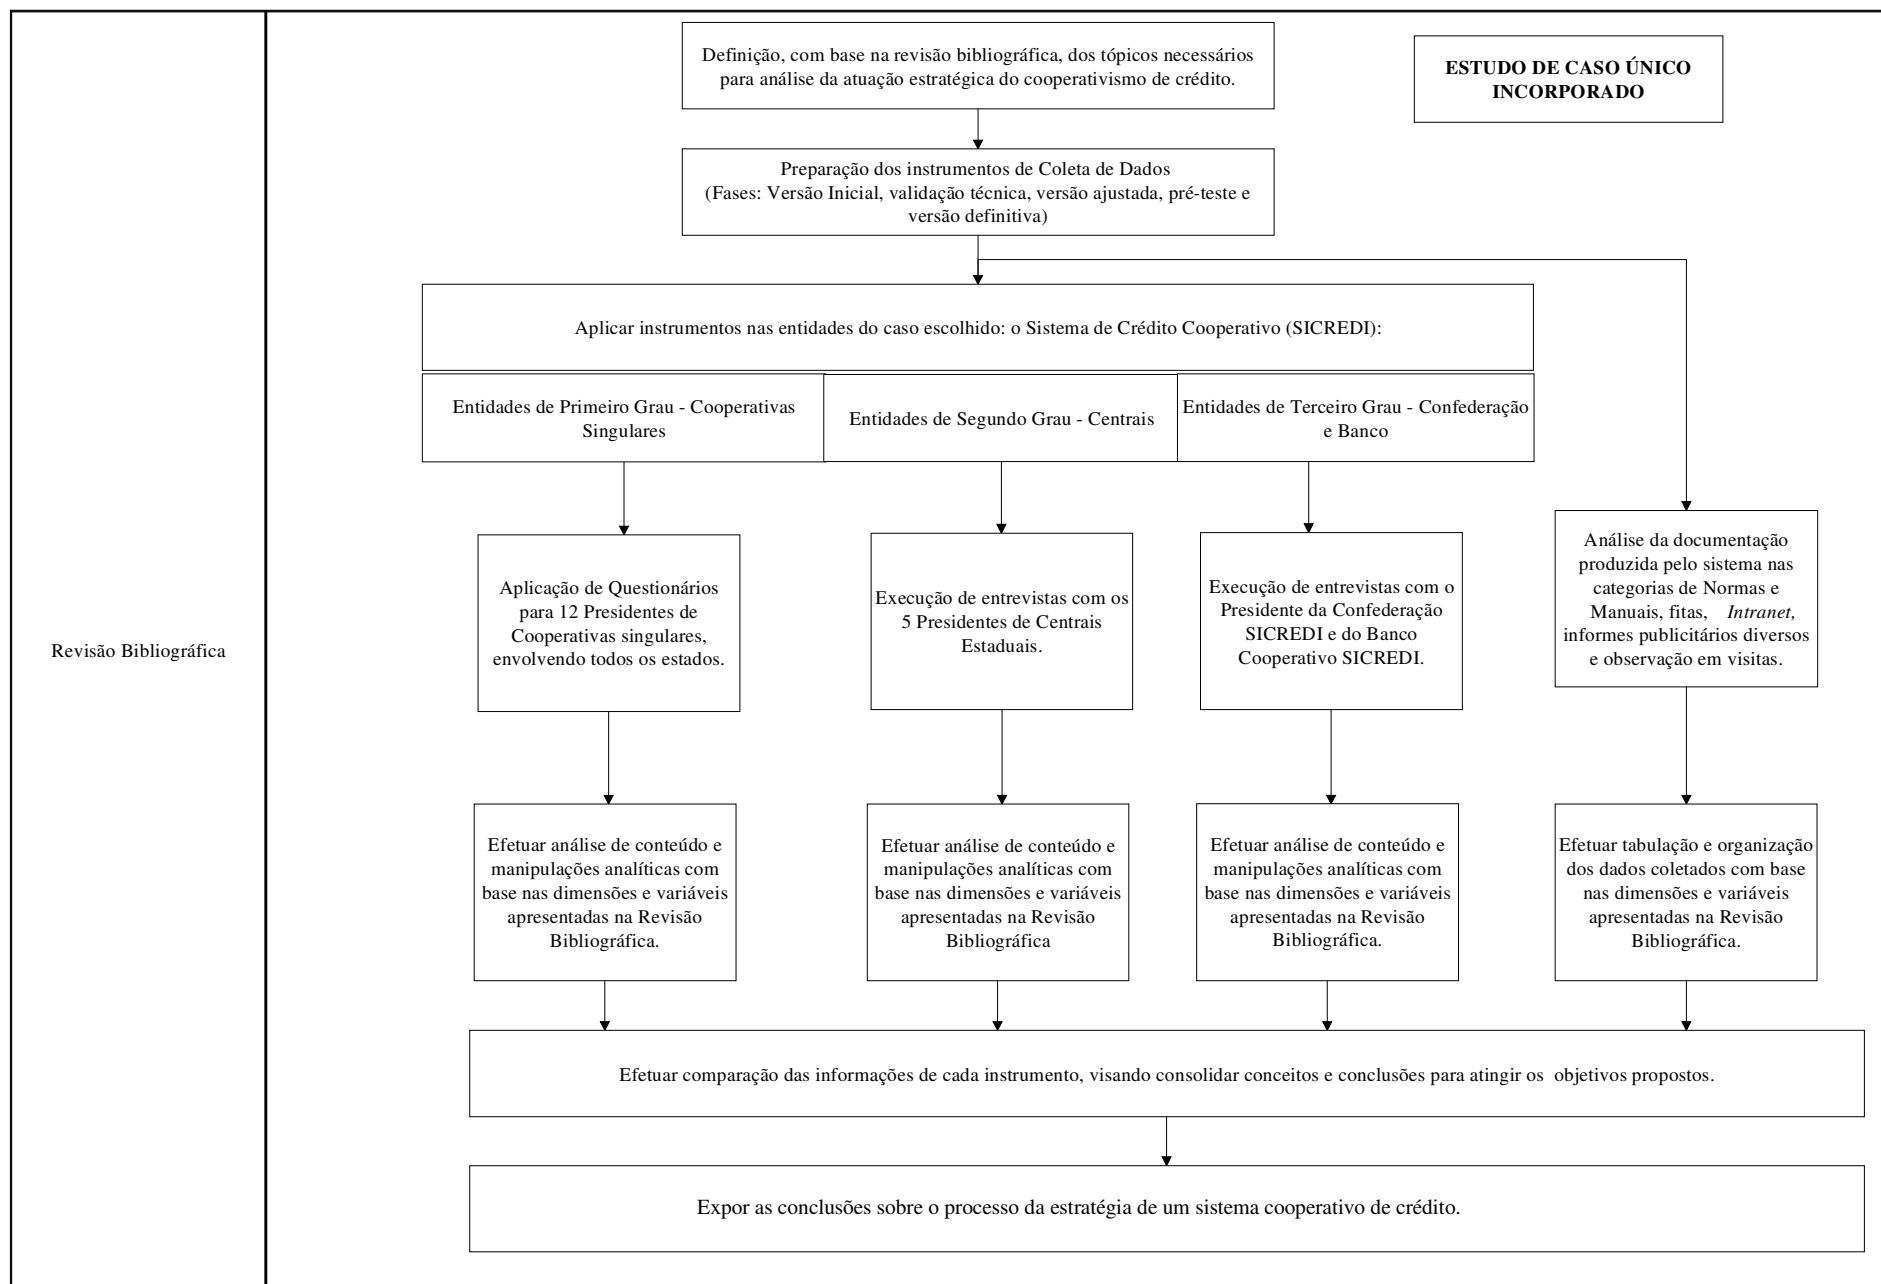 Definição, com base na revisão bibliográfica, dos tópicos necessários
para análise da atuação estratégica do cooperativismo de crédito.
ESTUDO DE CASO ÚNICO
INCORPORADO
Preparação dos instrumentos de Coleta de Dados
(Fases: Versão Inicial, validação técnica, versão ajustada, pré-teste e
versão definitiva)
Aplicar instrumentos nas entidades do caso escolhido: o Sistema de Crédito Cooperativo (SICREDI):
Entidades de Primeiro Grau - Cooperativas
Singulares
Entidades de Segundo Grau - Centrais
Entidades de Terceiro Grau - Confederação
e Banco
Revisão Bibliográfica
Aplicação de Questionários
para 12 Presidentes de
Cooperativas singulares,
envolvendo todos os estados.
Execução de entrevistas com os
5 Presidentes de Centrais
Estaduais.
Execução de entrevistas com o
Presidente da Confederação
SICREDI e do Banco
Cooperativo SICREDI.
Análise da documentação
produzida pelo sistema nas
categorias de Normas e
Manuais, fitas, Intranet,
informes publicitários diversos
e observação em visitas.
Efetuar análise de conteúdo e
manipulações analíticas com
base nas dimensões e variáveis
apresentadas na Revisão
Bibliográfica.
Efetuar análise de conteúdo e
manipulações analíticas com
base nas dimensões e variáveis
apresentadas na Revisão
Bibliográfica
Efetuar análise de conteúdo e
manipulações analíticas com
base nas dimensões e variáveis
apresentadas na Revisão
Bibliográfica.
Efetuar tabulação e organização
dos dados coletados com base
nas dimensões e variáveis
apresentadas na Revisão
Bibliográfica.
Efetuar comparação das informações de cada instrumento, visando consolidar conceitos e conclusões para atingir os objetivos propostos.
Expor as conclusões sobre o processo da estratégia de um sistema cooperativo de crédito.